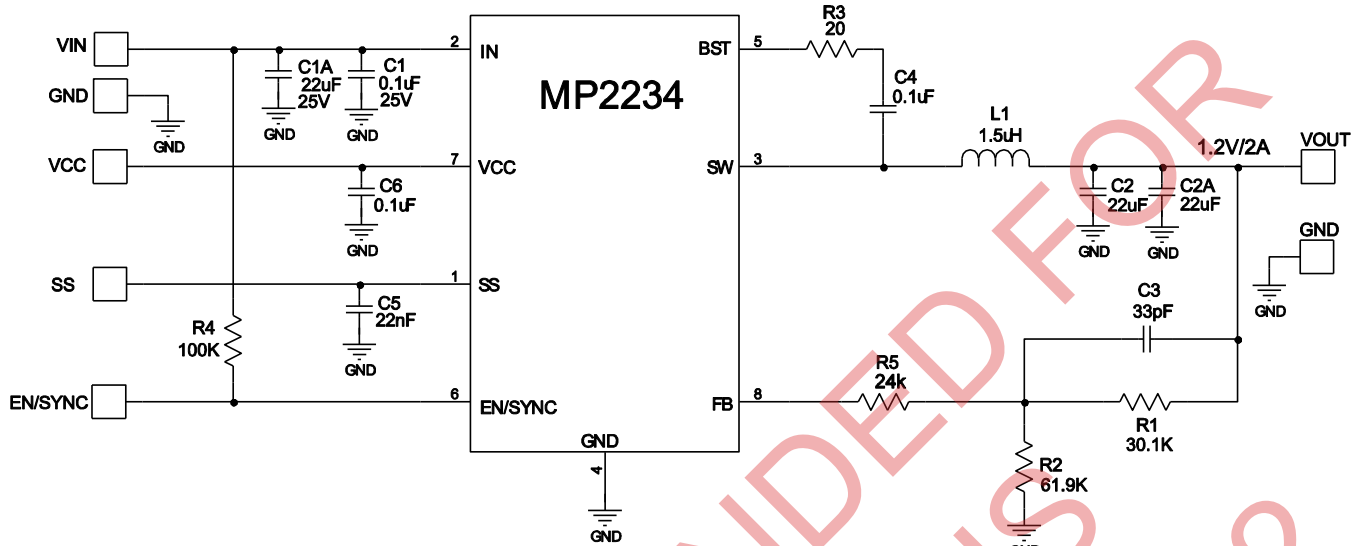 VIN
GND
VCC
SS
EN/SYNC
GND
C1A
22uF
25V
GND
C1
0.1uF
25V
GND
C6
0.1uF
GND
C5
22nF
GND
R4
100K
2
7
1
6
IN
VCC
SS
EN/SYNC
MP2234
BST
SW
FB
GND
4
GND
5
3
8
R3
20
C4
0.1uF
L1
1.5uH
1.2V/2A
VOUT
C2
22uF
GND
C2A
22uF
GND
GND
GND
C3
33pF
R5
24k
R1
30.1K
R2
61.9K
NDED FOR